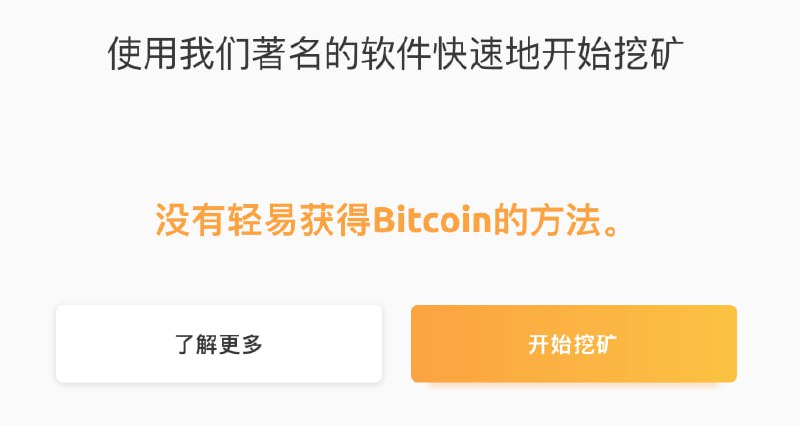 使用我们著名的软件快速地开始挖矿
没有轻易获得Bitcoin的方法。
了解更多
开始挖矿